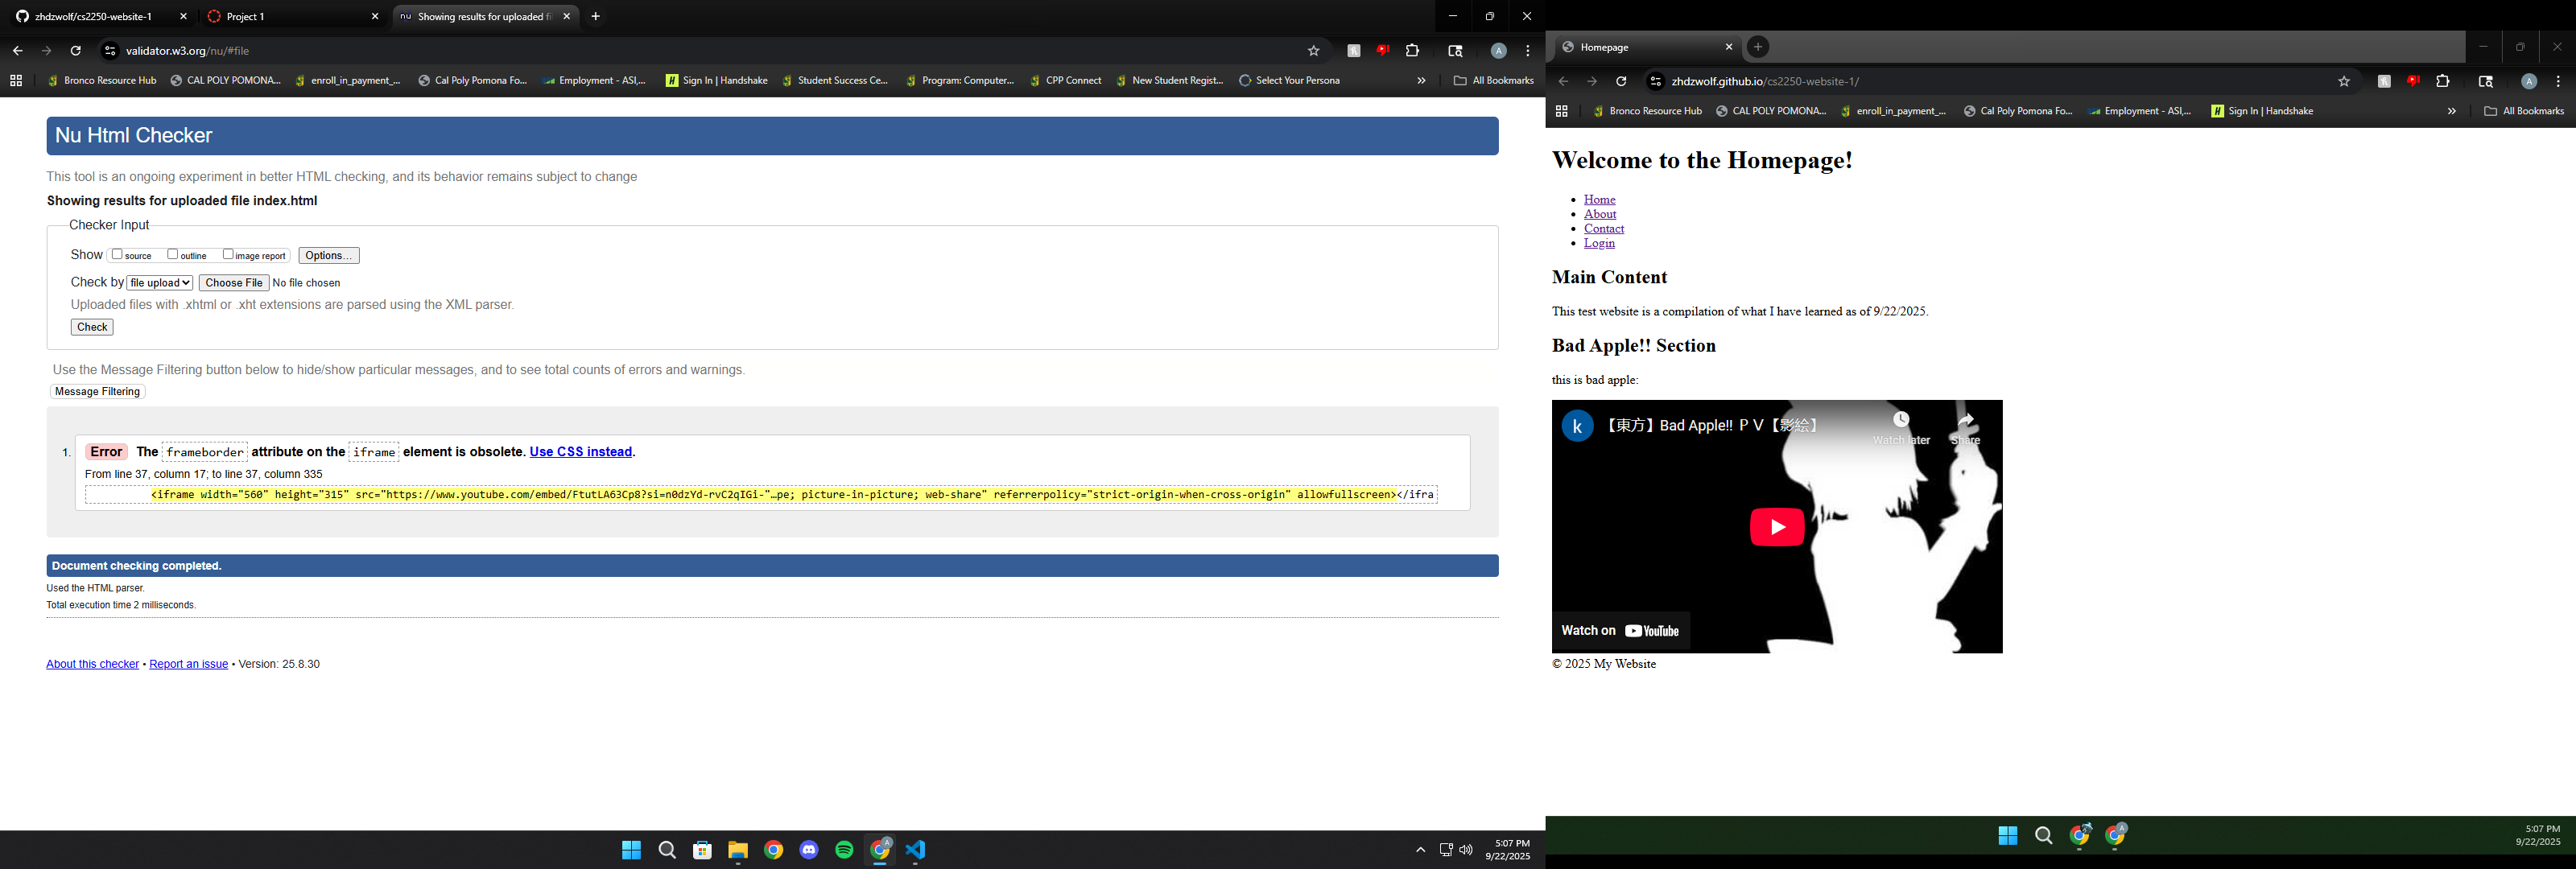 zhdzwolf/cs2250-website-1
Project 1
nu Showing results for uploaded fi
validator.w3.org/nu/#file
Bronco Resource Hub
CAL POLY POMONA...
enroll_in_payment_...
Cal Poly Pomona Fo...
Employment - ASI,...
Sign In | Handshake
Student Success Ce...
Program: Computer...
CPP Connect
New Student Regist...
Select Your Persona
» All Bookmarks
Nu Html Checker
This tool is an ongoing experiment in better HTML checking, and its behavior remains subject to change
Showing results for uploaded file index.html
Checker Input
Show source outline image report Options...
Check by file upload Choose File No file chosen
Uploaded files with .xhtml or .xht extensions are parsed using the XML parser.
Check
Use the Message Filtering button below to hide/show particular messages, and to see total counts of errors and warnings.
Message Filtering
1. Error The frameborder attribute on the iframe element is obsolete. Use CSS instead.
From line 37, column 17; to line 37, column 335
<iframe width="560" height="315" src="https://www.youtube.com/embed/FtutLA63Cp8?si=n0dzYd-rvC2qIGi-"…pe; picture-in-picture; web-share" referrerpolicy="strict-origin-when-cross-origin" allowfullscreen></ifra
Document checking completed.
Used the HTML parser.
Total execution time 2 milliseconds.
About this checker • Report an issue • Version: 25.8.30
5:07 PM
9/22/2025
Homepage
zhdzwolf.github.io/cs2250-website-1/
Bronco Resource Hub
CAL POLY POMONA...
enroll_in_payment_...
Cal Poly Pomona Fo...
Employment - ASI,...
Sign In | Handshake
» All Bookmarks
Welcome to the Homepage!
• Home
• About
• Contact
• Login
Main Content
This test website is a compilation of what I have learned as of 9/22/2025.
Bad Apple!! Section
this is bad apple:
k 【東方】Bad Apple!! ＰＶ【影絵】
Watch later
Share
Watch on YouTube
© 2025 My Website
5:07 PM
9/22/2025